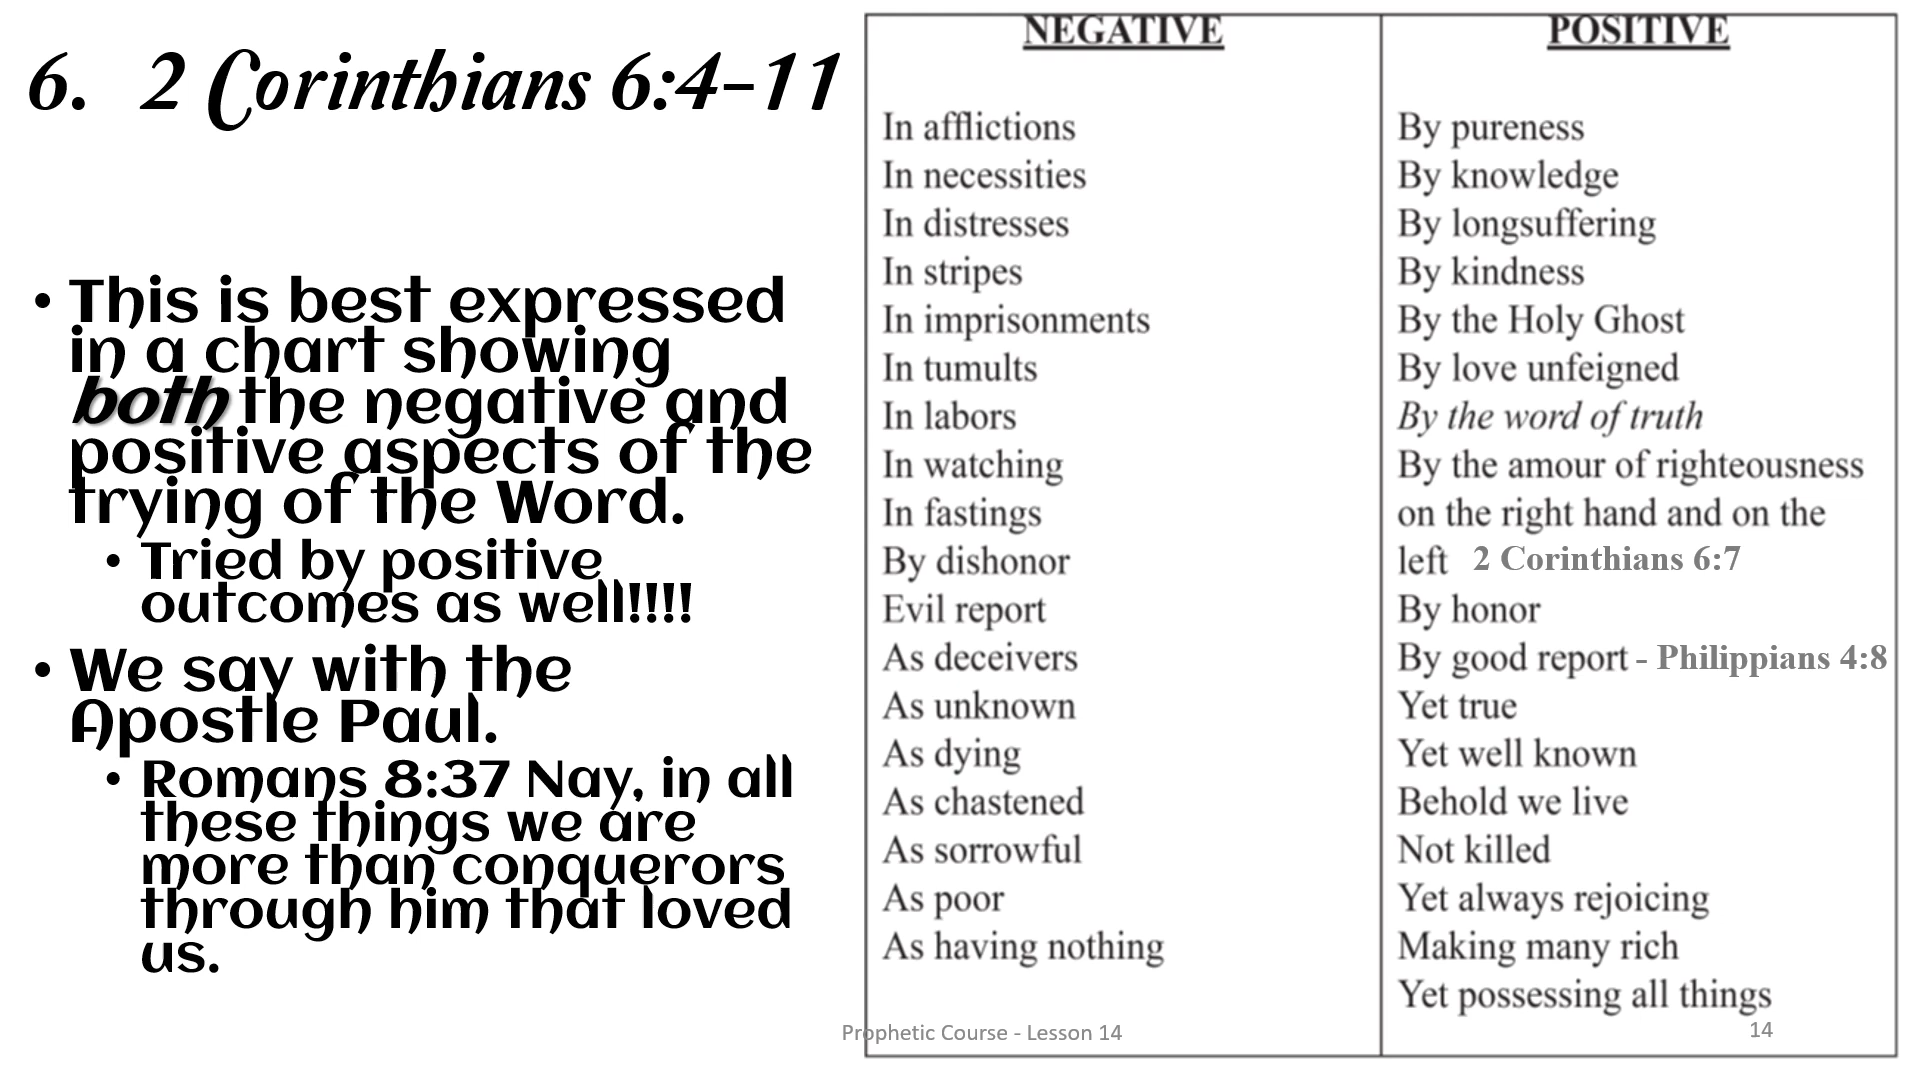 6. 2 Corinthians 6:4-11
• This is best expressed
in a chart showing
both the negative and
positive aspects of the
trying of the Word.
• Tried by positive
outcomes as well!!!!
• We say with the
Apostle Paul.
• Romans 8:37 Nay, in all
these things we are
more than conquerors
through him that loved
us.
NEGATIVE
In afflictions
In necessities
In distresses
In stripes
In imprisonments
In tumults
In labors
In watching
In fastings
By dishonor
Evil report
As deceivers
As unknown
As dying
As chastened
As sorrowful
As poor
As having nothing
POSITIVE
By pureness
By knowledge
By longsuffering
By kindness
By the Holy Ghost
By love unfeigned
By the word of truth
By the amour of righteousness
on the right hand and on the
left 2 Corinthians 6:7
By honor
By good report - Philippians 4:8
Yet true
Yet well known
Behold we live
Not killed
Yet always rejoicing
Making many rich
Yet possessing all things
Prophetic Course - Lesson 14
14